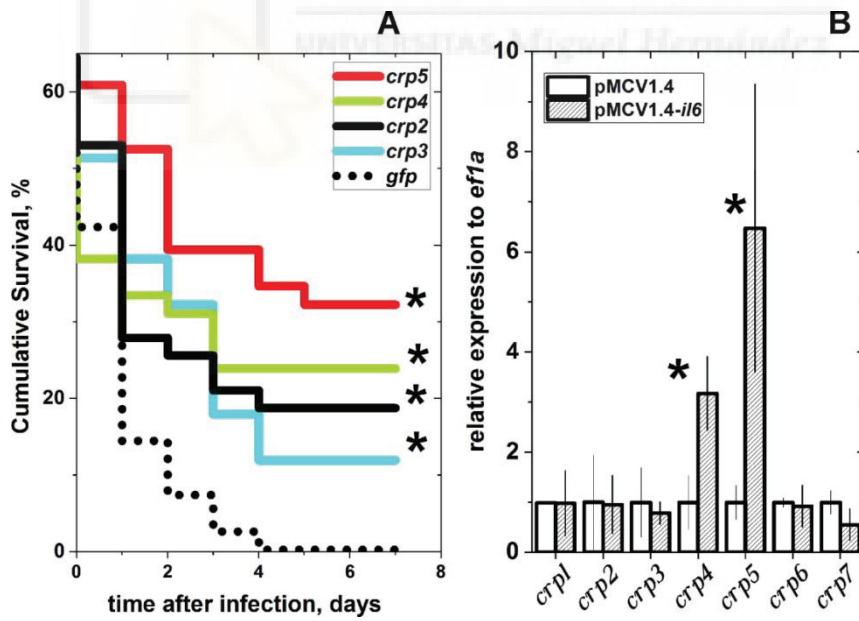 A
B
UNIVERSITAS Miguel Hernández
crp5
crp4
crp2
crp3
gfp
Cumulative Survival, %
60
40
20
0
*
*
*
*
0 2 4 6 8
time after infection, days
pMCV1.4
pMCV1.4-il6
relative expression to ef1a
10
8
6
4
2
0
*
*
crp1 crp2 crp3 crp4 crp5 crp6 crp7